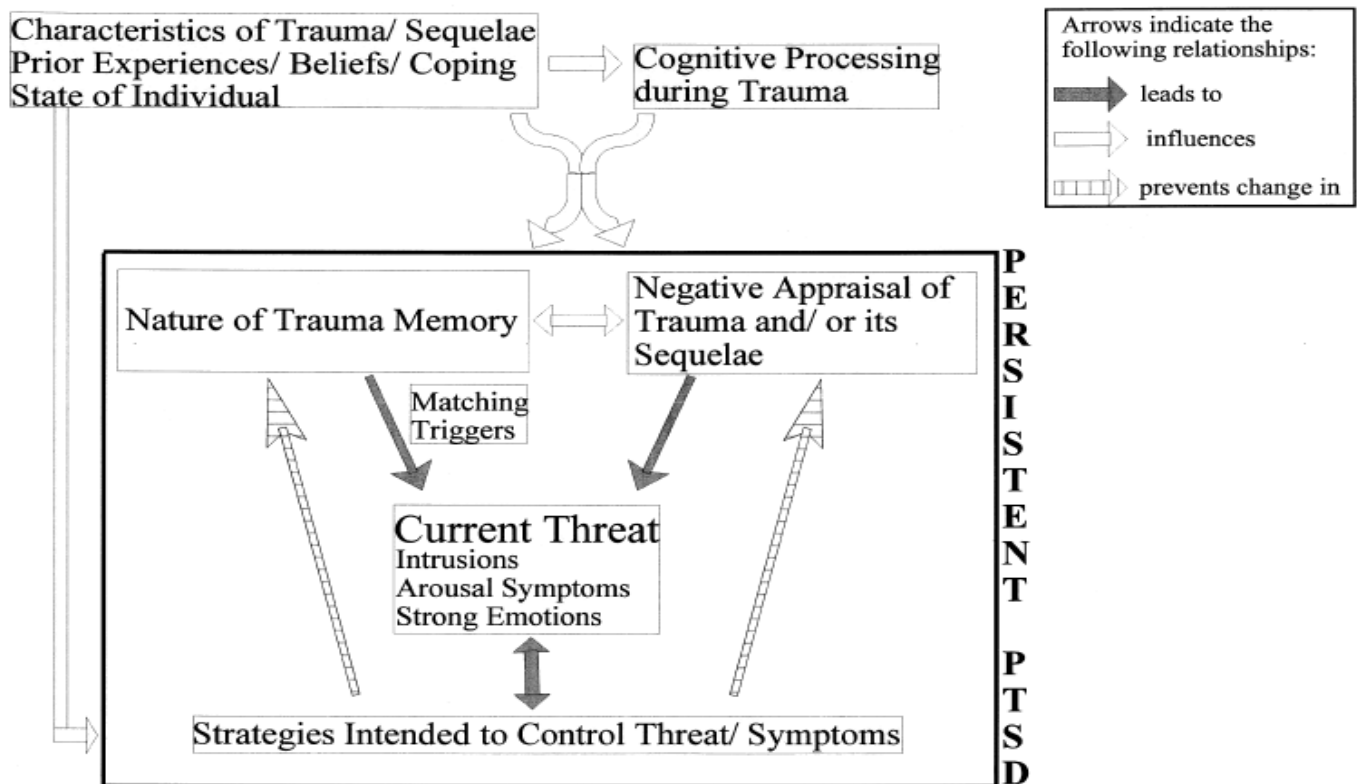 Characteristics of Trauma/ Sequelae
Prior Experiences/ Beliefs/ Coping
State of Individual
Cognitive Processing
during Trauma
Arrows indicate the
following relationships:
leads to
influences
prevents change in
Nature of Trauma Memory
Negative Appraisal of
Trauma and/ or its
Sequelae
Matching
Triggers
Current Threat
Intrusions
Arousal Symptoms
Strong Emotions
Strategies Intended to Control Threat/ Symptoms
PERSISTENT PTSD